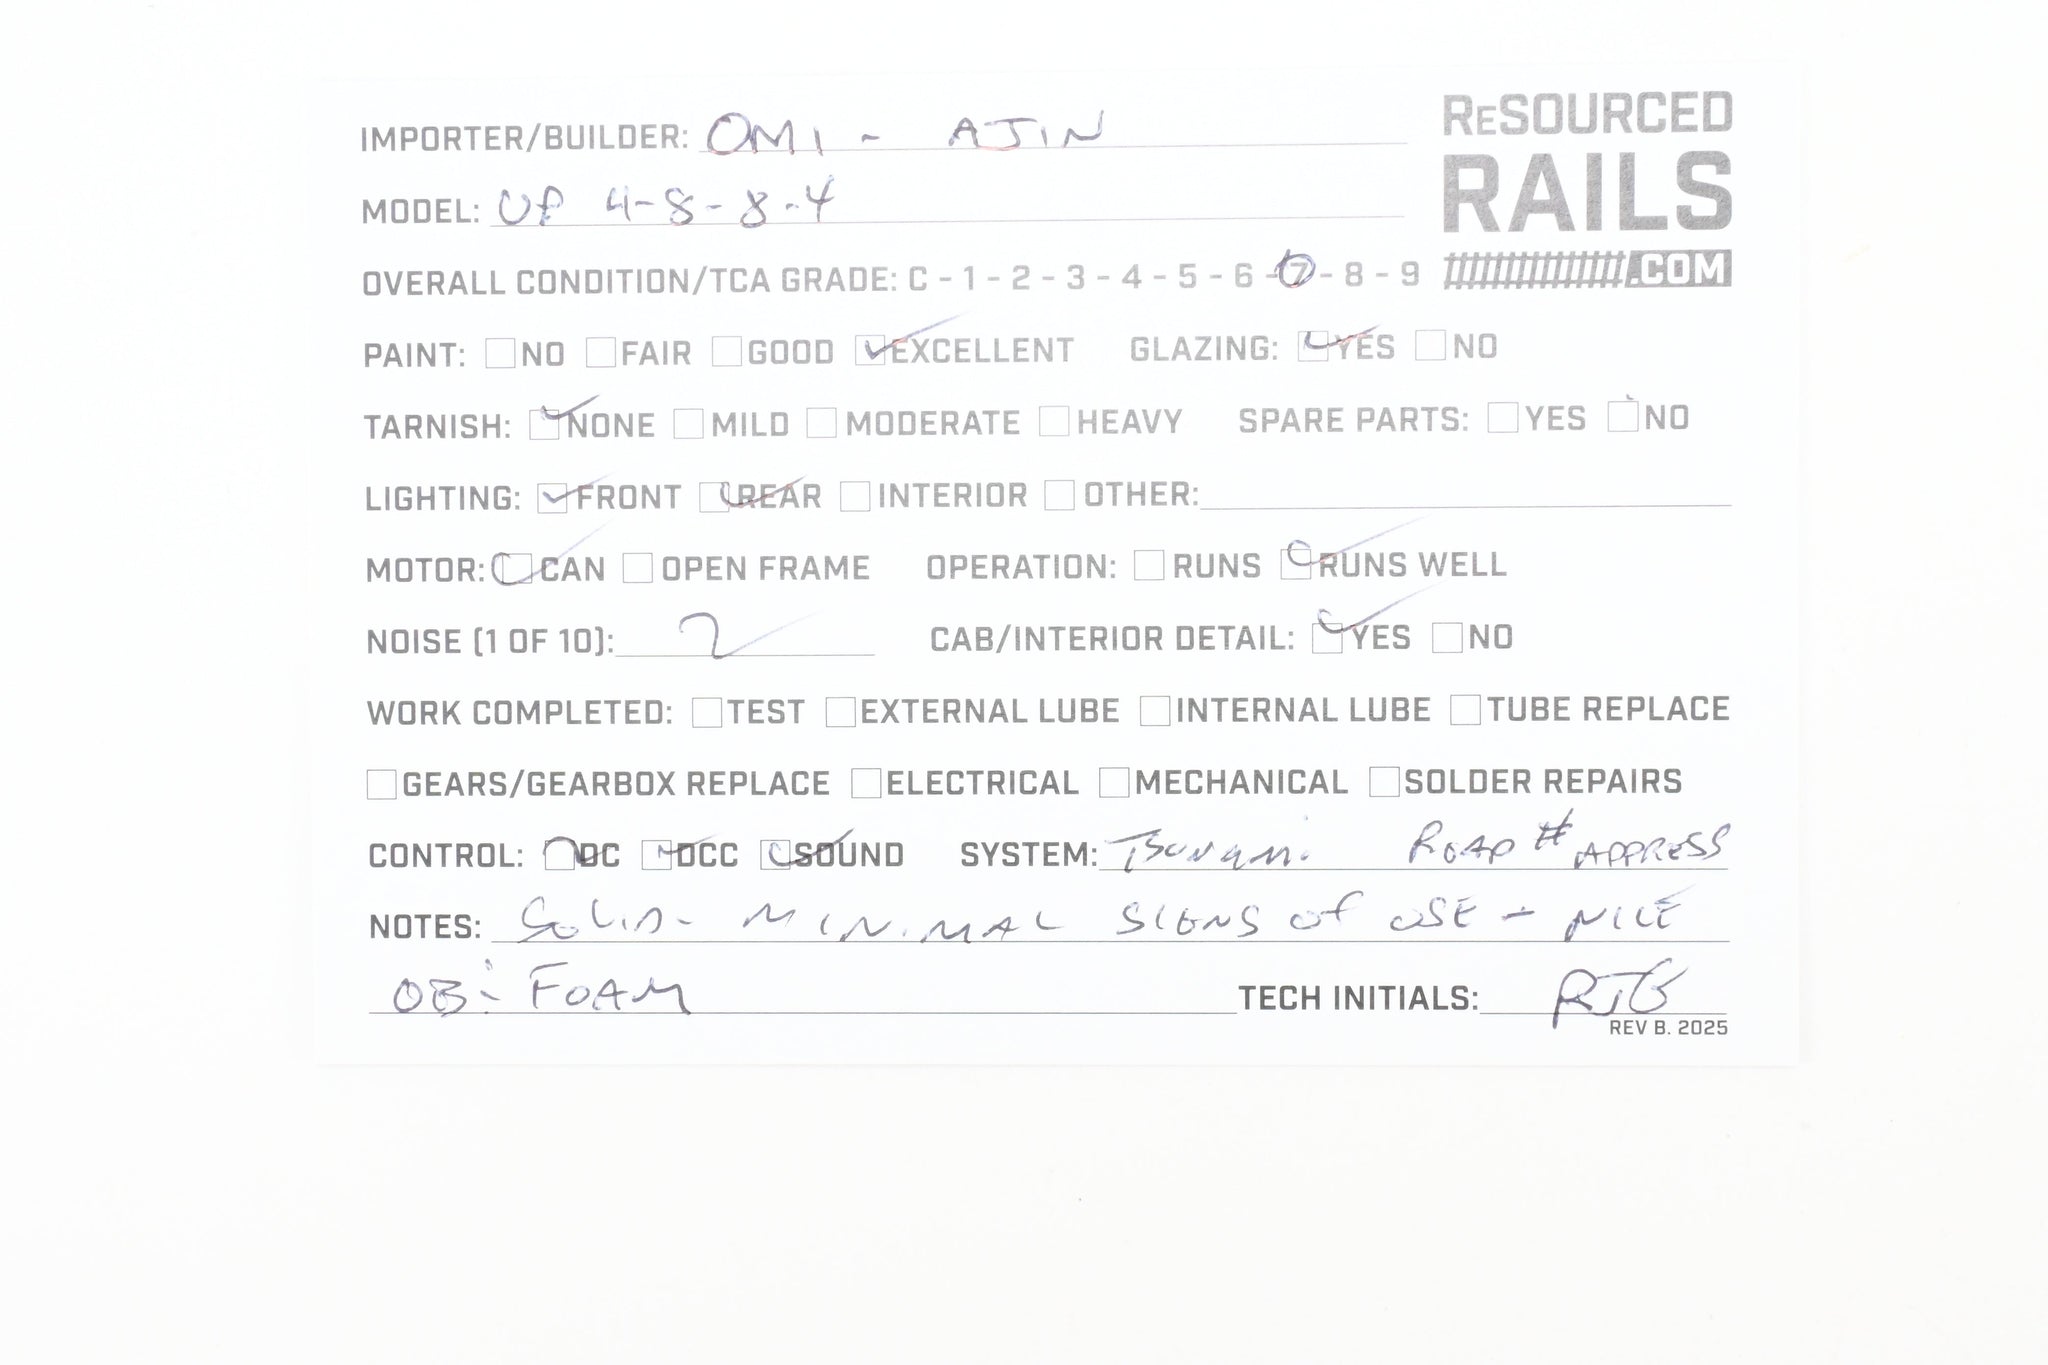 IMPORTER/BUILDER: OMI - AJIN
ReSOURCED
RAILS
.COM
MODEL: UP 4-8-8-4
OVERALL CONDITION/TCA GRADE: C - 1 - 2 - 3 - 4 - 5 - 6 - 7 - 8 - 9
PAINT: NO FAIR GOOD EXCELLENT GLAZING: YES NO
TARNISH: NONE MILD MODERATE HEAVY SPARE PARTS: YES NO
LIGHTING: FRONT REAR INTERIOR OTHER:
MOTOR: CAN OPEN FRAME OPERATION: RUNS RUNS WELL
NOISE (1 OF 10): 2 CAB/INTERIOR DETAIL: YES NO
WORK COMPLETED: TEST EXTERNAL LUBE INTERNAL LUBE TUBE REPLACE
GEARS/GEARBOX REPLACE ELECTRICAL MECHANICAL SOLDER REPAIRS
CONTROL: DC DCC SOUND SYSTEM: Tsunami ROAD # ADDRESS
NOTES: SOLID - MINIMAL SIGNS OF USE - NICE
OB - FOAM TECH INITIALS: RTG
REV B. 2025